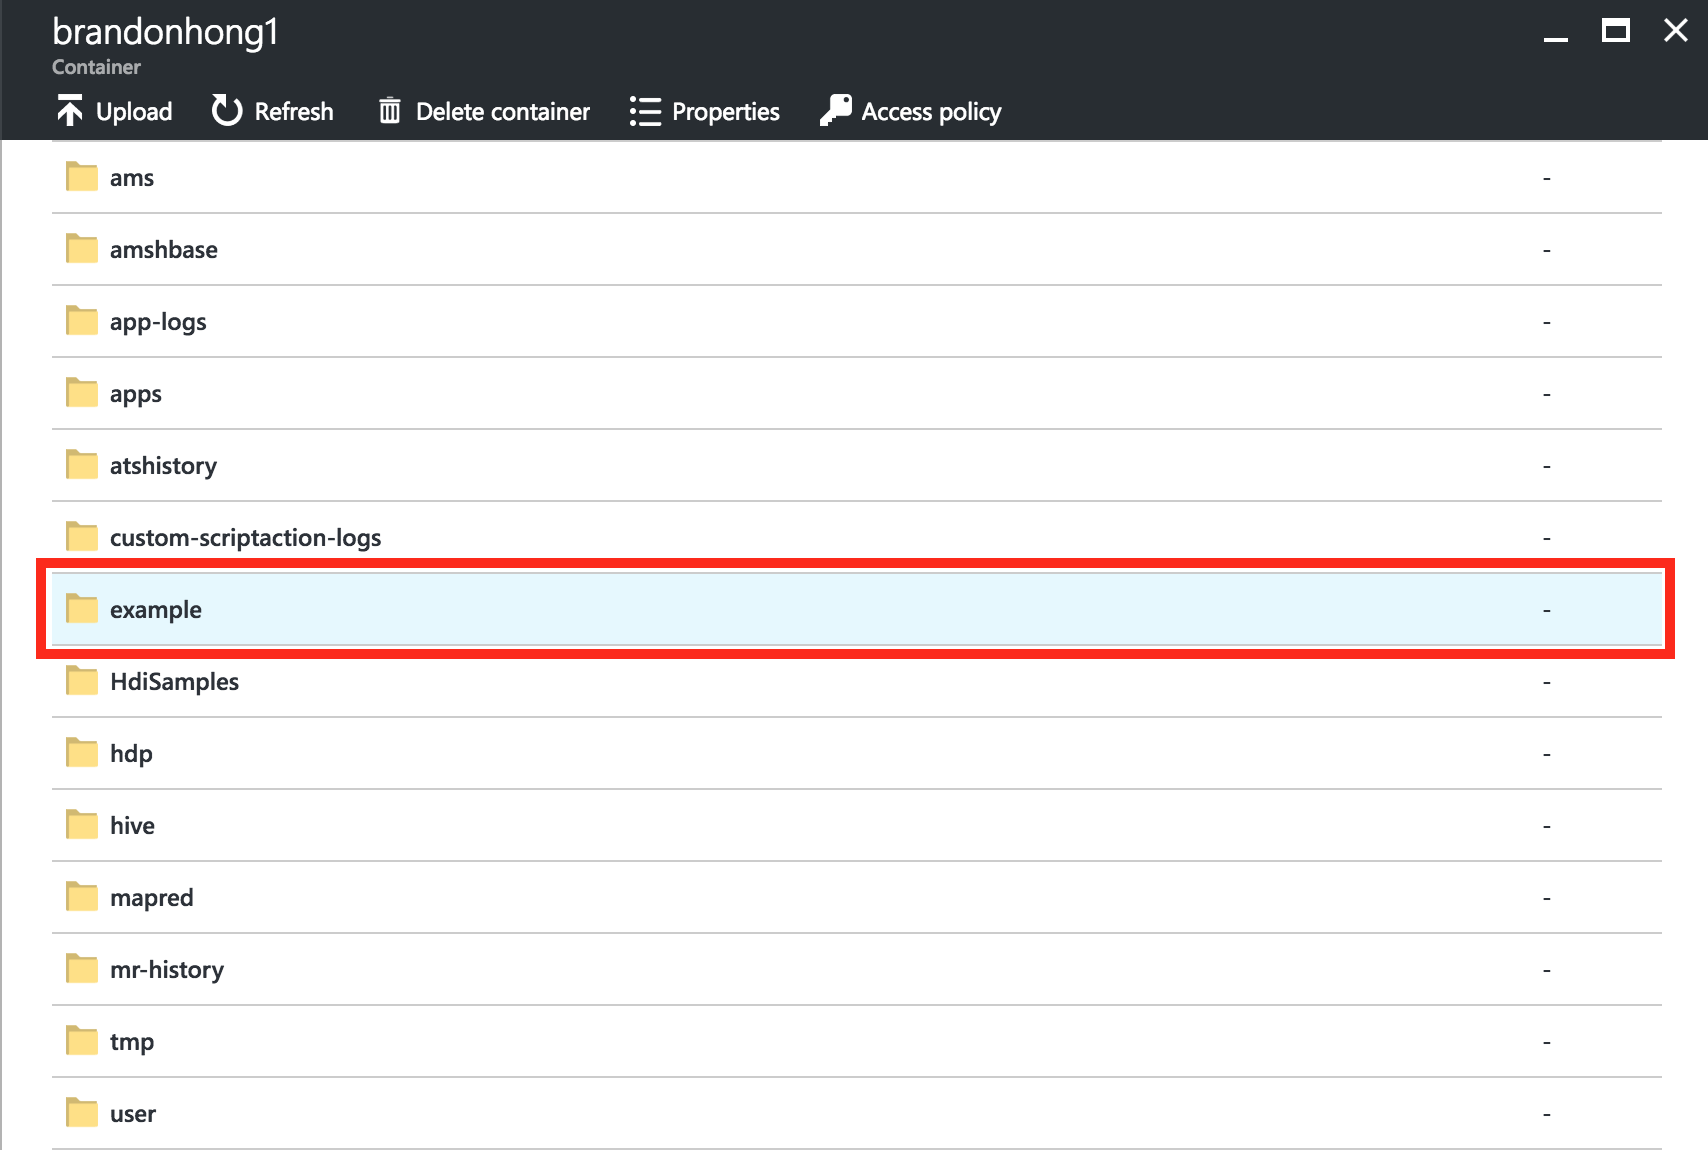 brandonhong1
Container
Upload Refresh Delete container Properties Access policy
ams -
amshbase -
app-logs -
apps -
atshistory -
custom-scriptaction-logs -
example -
HdiSamples -
hdp -
hive -
mapred -
mr-history -
tmp -
user -